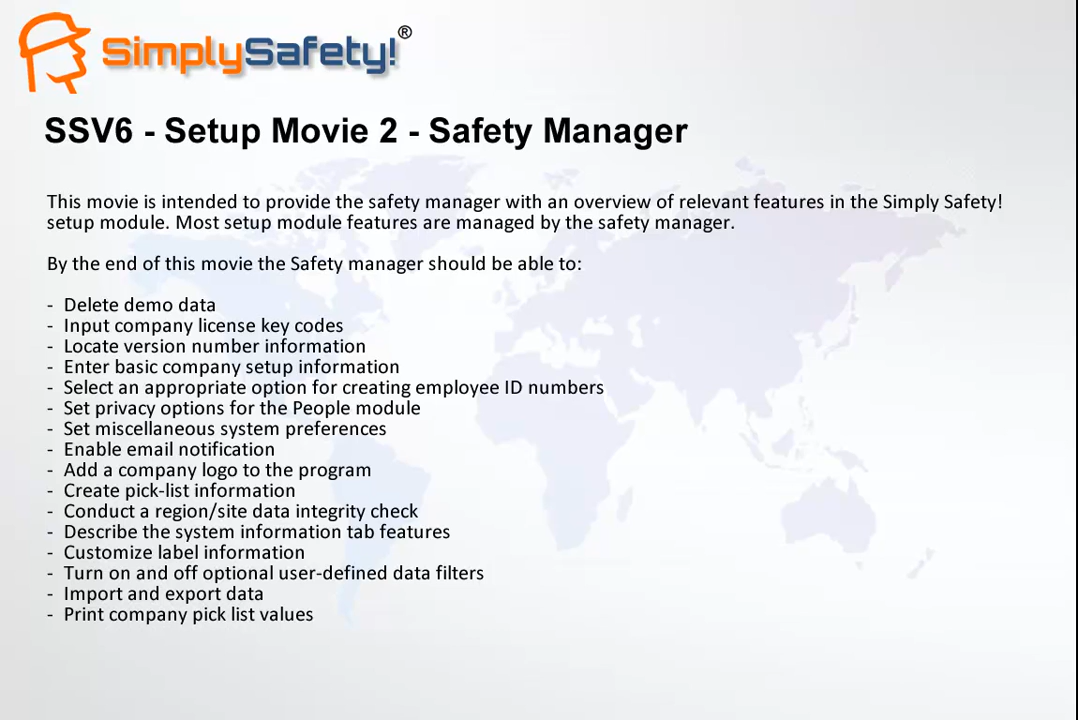 SimplySafety!®
SSV6 - Setup Movie 2 - Safety Manager
This movie is intended to provide the safety manager with an overview of relevant features in the Simply Safety!
setup module. Most setup module features are managed by the safety manager.
By the end of this movie the Safety manager should be able to:
- Delete demo data
- Input company license key codes
- Locate version number information
- Enter basic company setup information
- Select an appropriate option for creating employee ID numbers
- Set privacy options for the People module
- Set miscellaneous system preferences
- Enable email notification
- Add a company logo to the program
- Create pick-list information
- Conduct a region/site data integrity check
- Describe the system information tab features
- Customize label information
- Turn on and off optional user-defined data filters
- Import and export data
- Print company pick list values